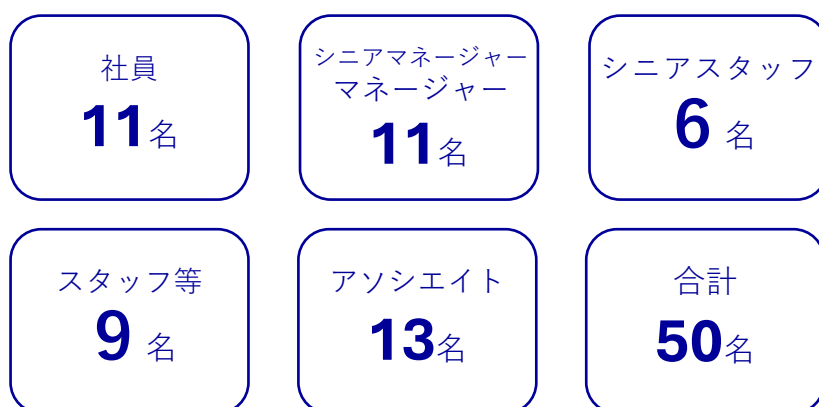 社員
11名
シニアマネージャー
マネージャー
11名
シニアスタッフ
6 名
スタッフ等
9 名
アソシエイト
13名
合計
50名